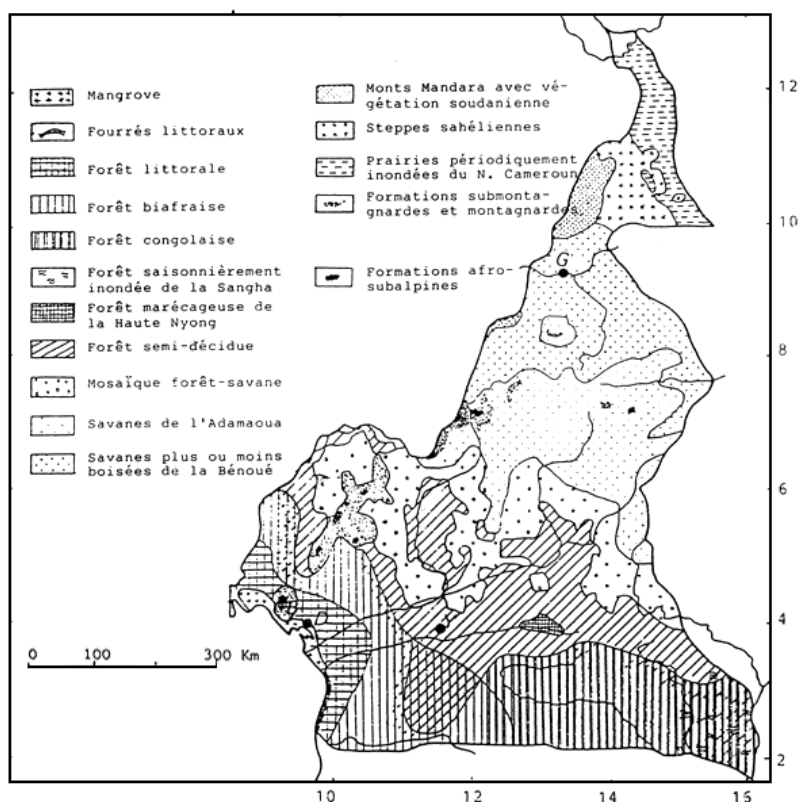 Mangrove
Fourrés littoraux
Forêt littorale
Forêt biafraise
Forêt congolaise
Forêt saisonnièrement
inondée de la Sangha
Forêt marécageuse de
la Haute Nyong
Forêt semi-décidue
Mosaïque forêt-savane
Savanes de l'Adamaoua
Savanes plus ou moins
boisées de la Bénoué
Monts Mandara avec vé-
gétation soudanienne
Steppes sahéliennes
Prairies périodiquement
inondées du N. Cameroun
Formations submonta-
gnardes et montagnardes
Formations afro-
subalpines
G
12
10
8
6
4
2
0 100 300 Km
10 12 14 16